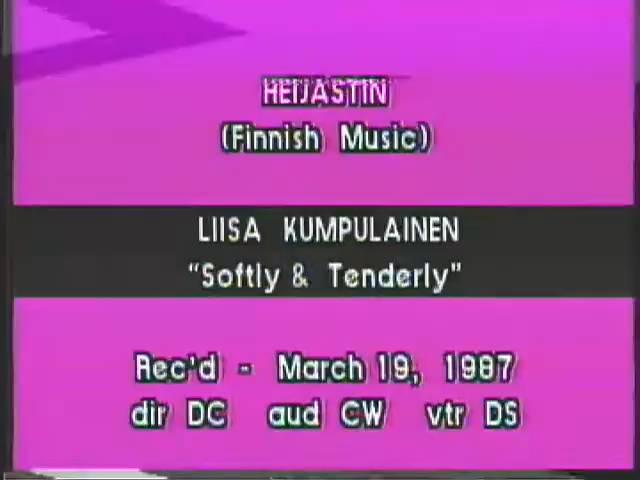 HEIJASTIN
(Finnish Music)
LIISA KUMPULAINEN
"Softly & Tenderly"
Rec'd - March 19, 1987
dir DC aud CW vtr DS